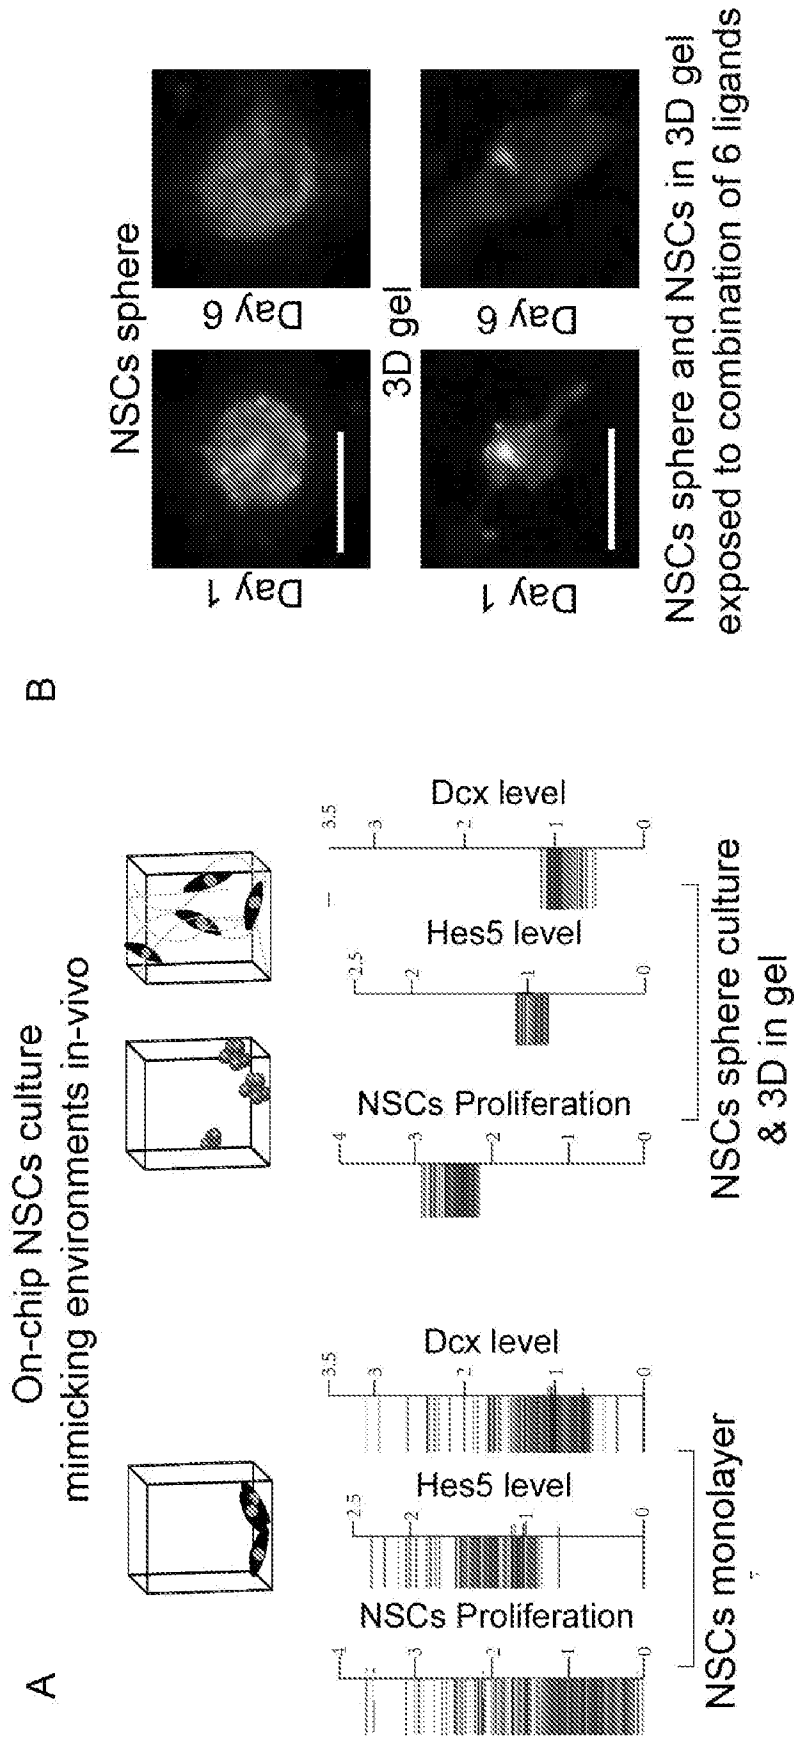 A
On-chip NSCs culture
mimicking environments in-vivo
NSCs Proliferation
4
3
2
1
0
Hes5 level
2.5
2
1
0
Dcx level
3.5
3
2
1
0
NSCs monolayer
NSCs Proliferation
4
3
2
1
0
Hes5 level
2.5
2
1
0
Dcx level
3.5
3
2
1
0
NSCs sphere culture
& 3D in gel
B
NSCs sphere
Day 1
Day 6
3D gel
Day 1
Day 6
NSCs sphere and NSCs in 3D gel
exposed to combination of 6 ligands